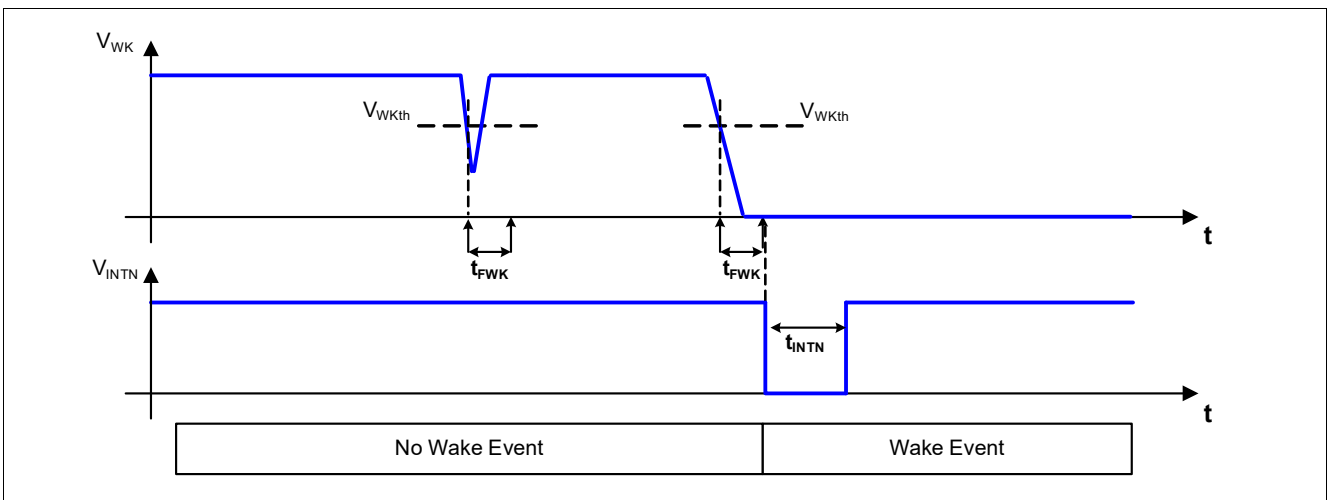 VWK
VWKth
VWKth
t
tFWK
tFWK
VINTN
tINTN
t
No Wake Event
Wake Event